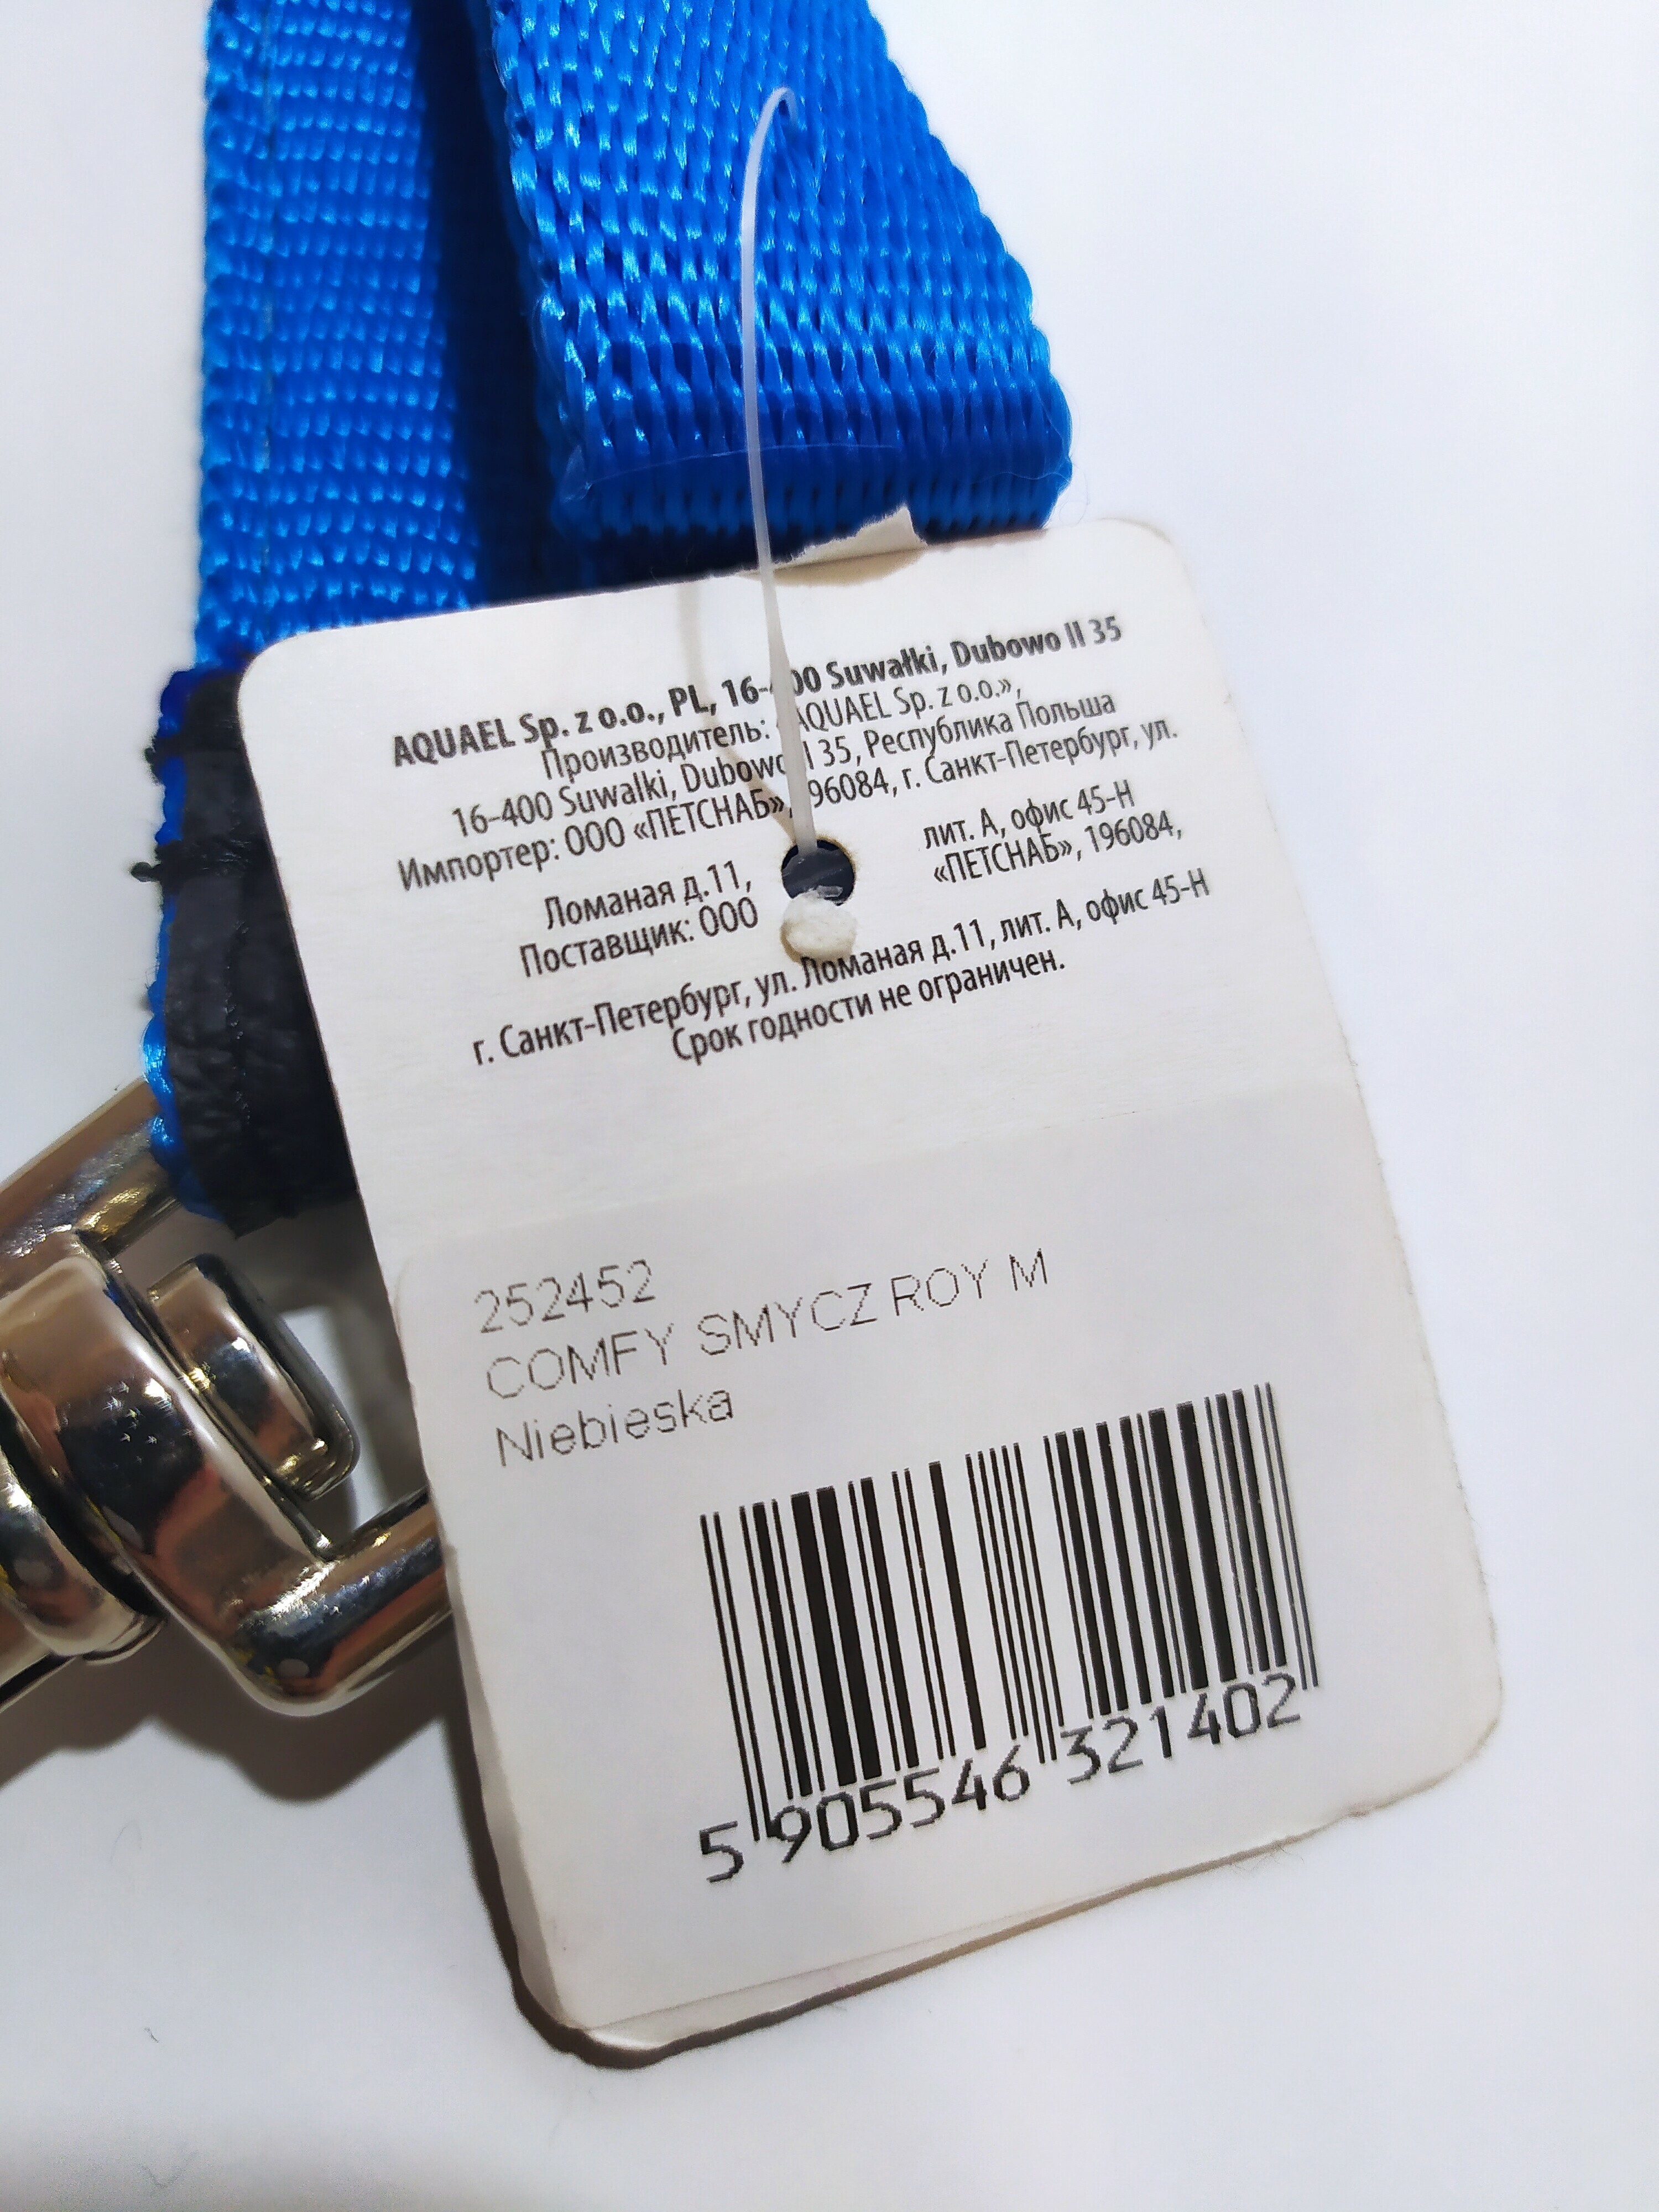 AQUAEL Sp. z o.o., PL, 16-400 Suwałki, Dubowo II 35
Производитель: «AQUAEL Sp. z o.o.»,
16-400 Suwalki, Dubowo II 35, Республика Польша
Импортер: ООО «ПЕТСНАБ», 196084, г. Санкт-Петербург, ул.
Ломаная д.11, лит. А, офис 45-Н
Поставщик: ООО «ПЕТСНАБ», 196084,
г. Санкт-Петербург, ул. Ломаная д.11, лит. А, офис 45-Н
Срок годности не ограничен.
252452
COMFY SMYCZ ROY M
Niebieska
5 905546 321402